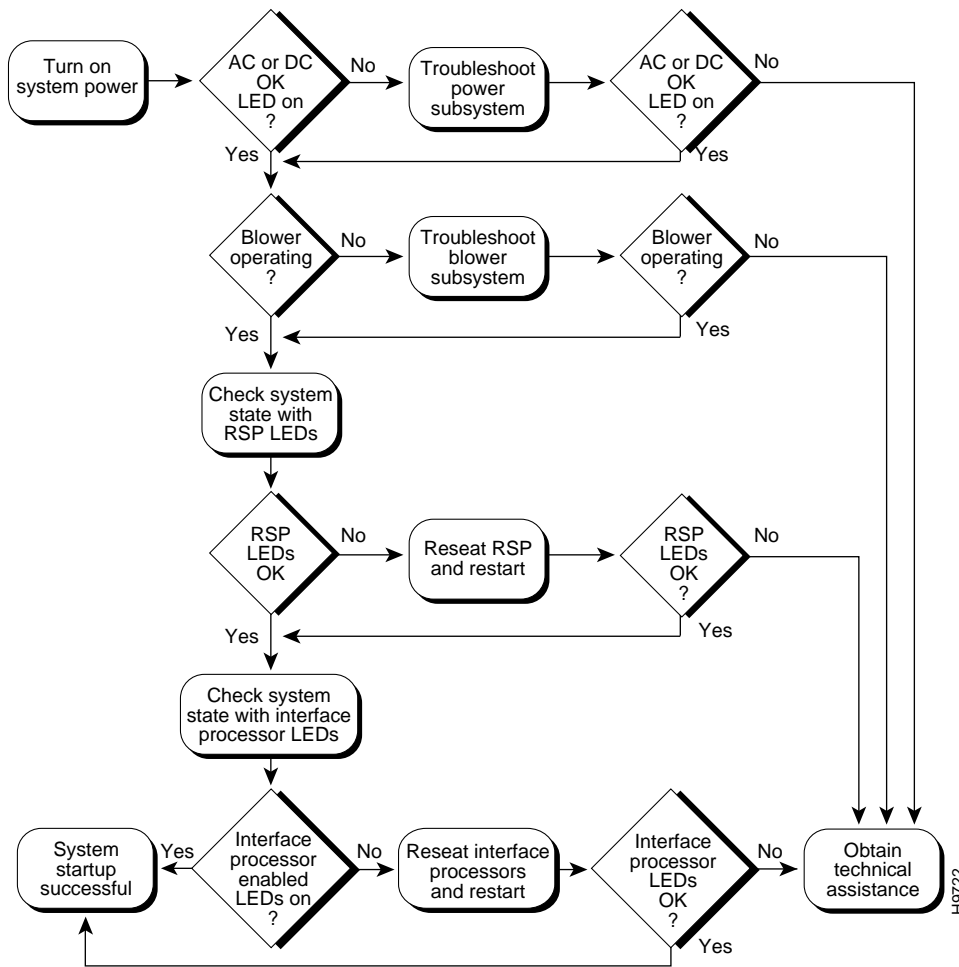 Turn on
system power
AC or DC
OK
LED on
?
No
Troubleshoot
power
subsystem
AC or DC
OK
LED on
?
No
Yes
Yes
Blower
operating
?
No
Troubleshoot
blower
subsystem
Blower
operating
?
No
Yes
Yes
Check system
state with
RSP LEDs
RSP
LEDs
OK
No
Reseat RSP
and restart
RSP
LEDs
OK
?
No
Yes
Yes
Check system
state with interface
processor LEDs
System
startup
successful
Yes
Interface
processor
enabled
LEDs on
?
No
Reseat interface
processors
and restart
Interface
processor
LEDs
OK
?
No
Obtain
technical
assistance
Yes
H9722